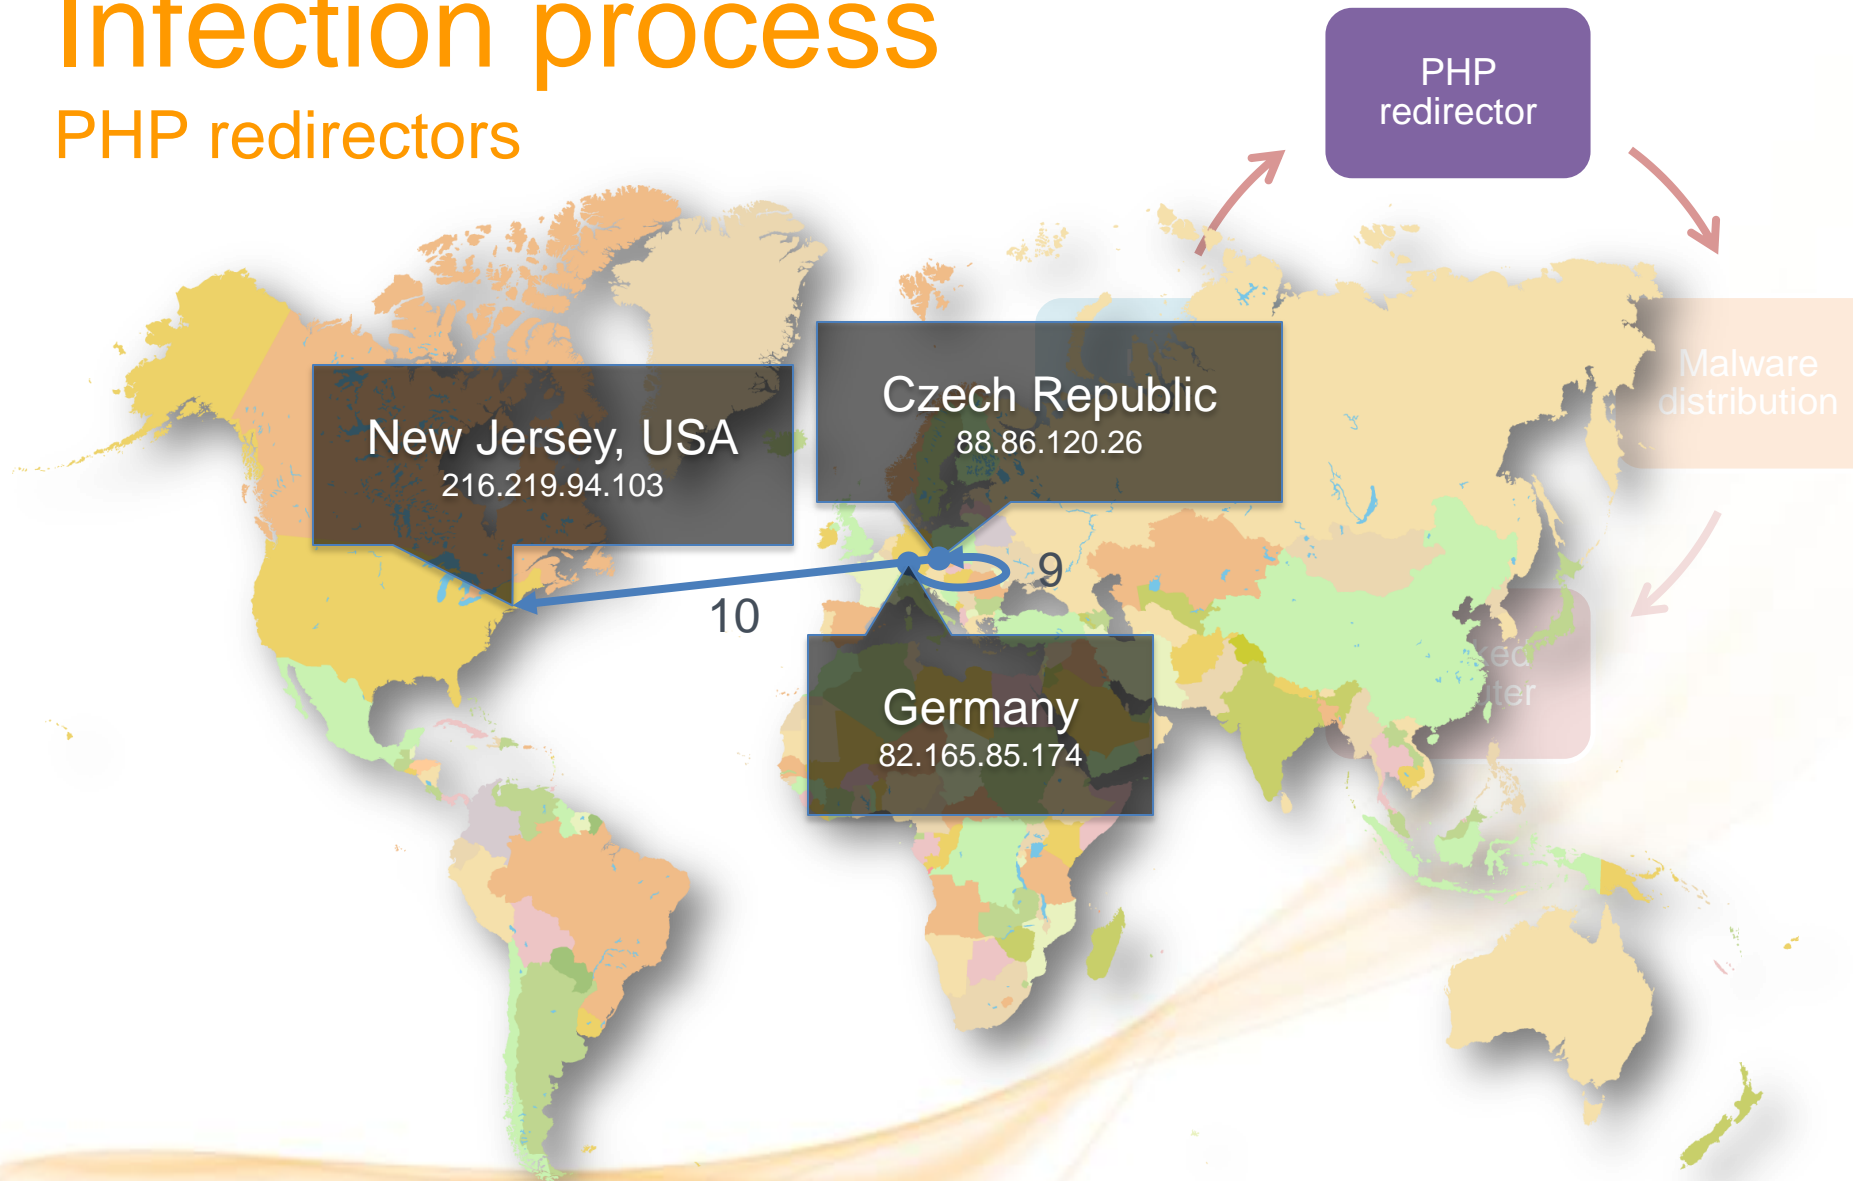 Infection process
PHP redirectors
PHP
redirector
Malware
distribution
Czech Republic
88.86.120.26
New Jersey, USA
216.219.94.103
9
10
Germany
82.165.85.174